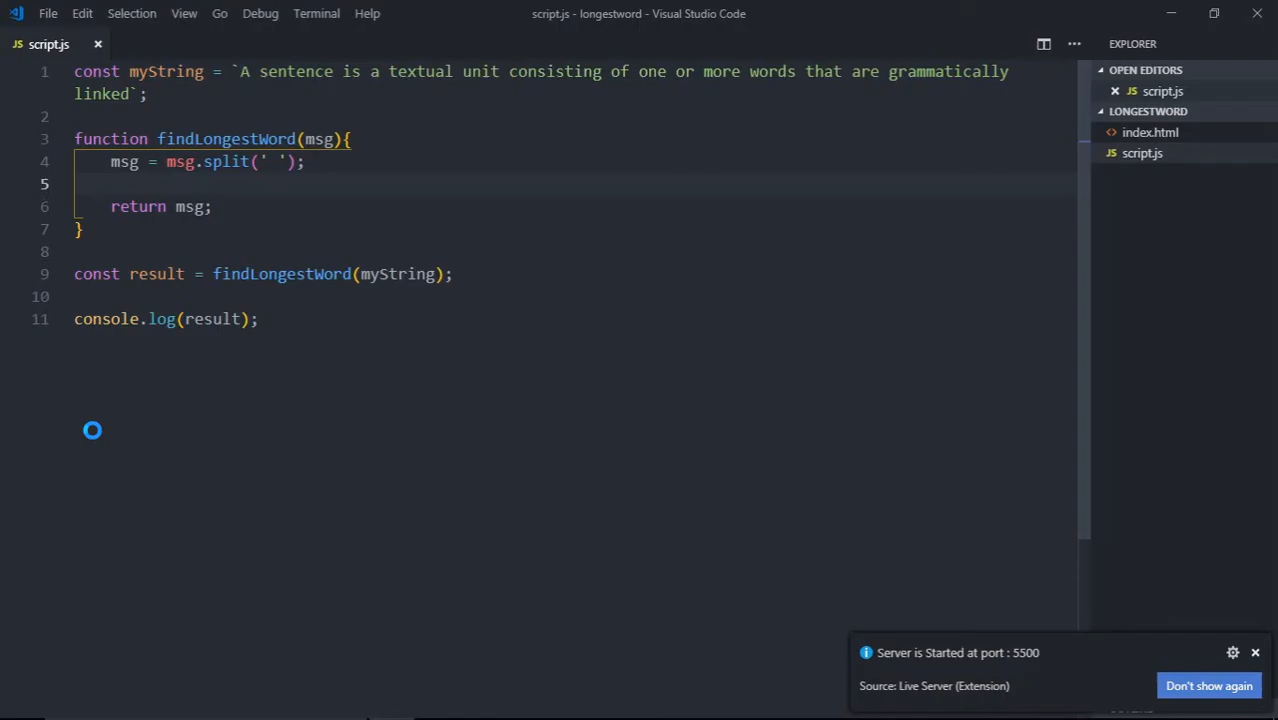 File Edit Selection View Go Debug Terminal Help
script.js - longestword - Visual Studio Code
JS script.js
EXPLORER
OPEN EDITORS
JS script.js
LONGESTWORD
<> index.html
JS script.js
1 const myString = `A sentence is a textual unit consisting of one or more words that are grammatically
linked`;
2
3 function findLongestWord(msg){
4 msg = msg.split(' ');
5
6 return msg;
7 }
8
9 const result = findLongestWord(myString);
10
11 console.log(result);
Server is Started at port : 5500
Source: Live Server (Extension)
Don't show again